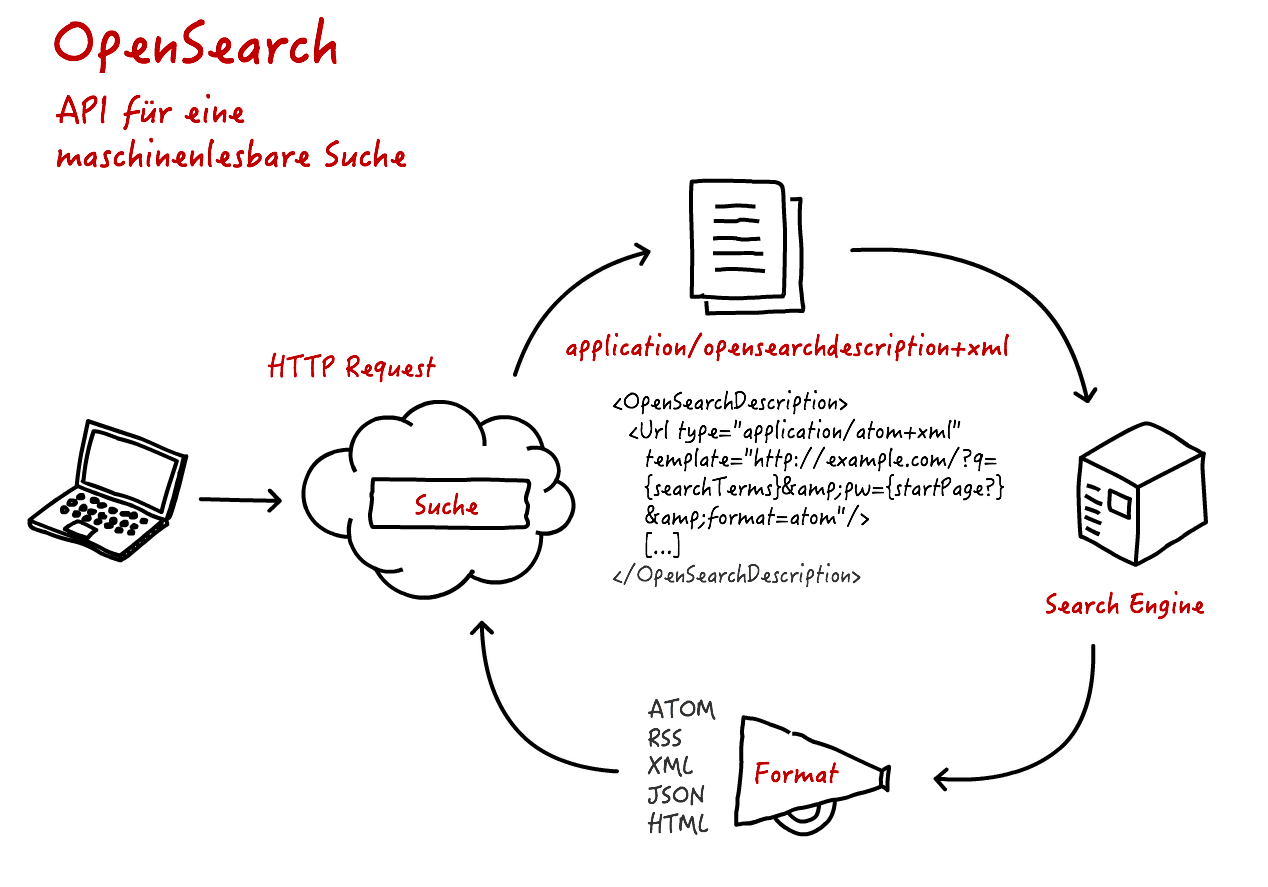 OpenSearch
API für eine
maschinenlesbare Suche
HTTP Request
Suche
application/opensearchdescription+xml
<OpenSearchDescription>
<Url type="application/atom+xml"
template="http://example.com/?q=
{searchTerms}&amp;pw={startPage?}
&amp;format=atom"/>
[...]
</OpenSearchDescription>
Search Engine
ATOM
RSS
XML
JSON
HTML
Format